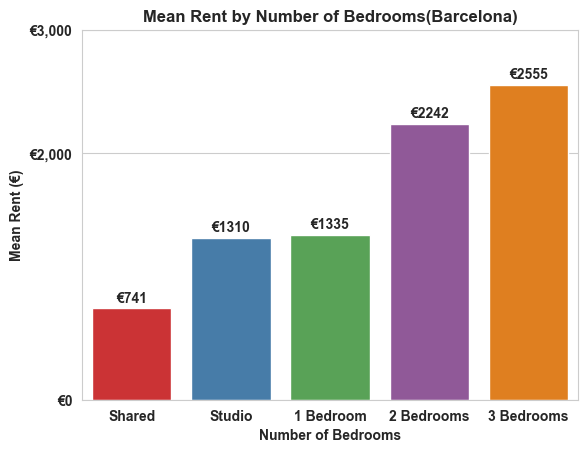 Mean Rent by Number of Bedrooms(Barcelona)
€3,000
€2,000
€0
Mean Rent (€)
€741
€1310
€1335
€2242
€2555
Shared
Studio
1 Bedroom
2 Bedrooms
3 Bedrooms
Number of Bedrooms